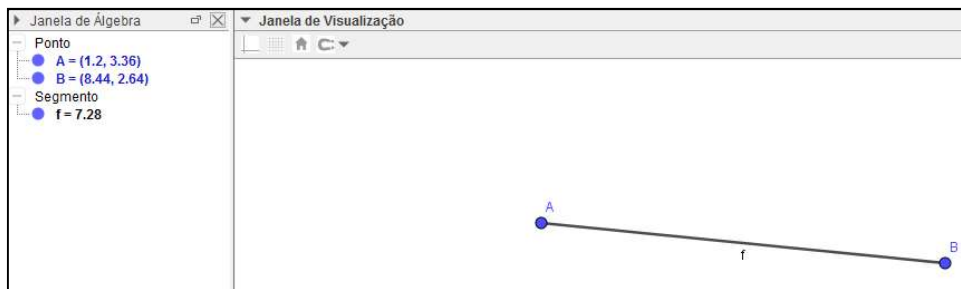 Janela de Álgebra
Ponto
A = (1.2, 3.36)
B = (8.44, 2.64)
Segmento
f = 7.28
Janela de Visualização
A
f
B